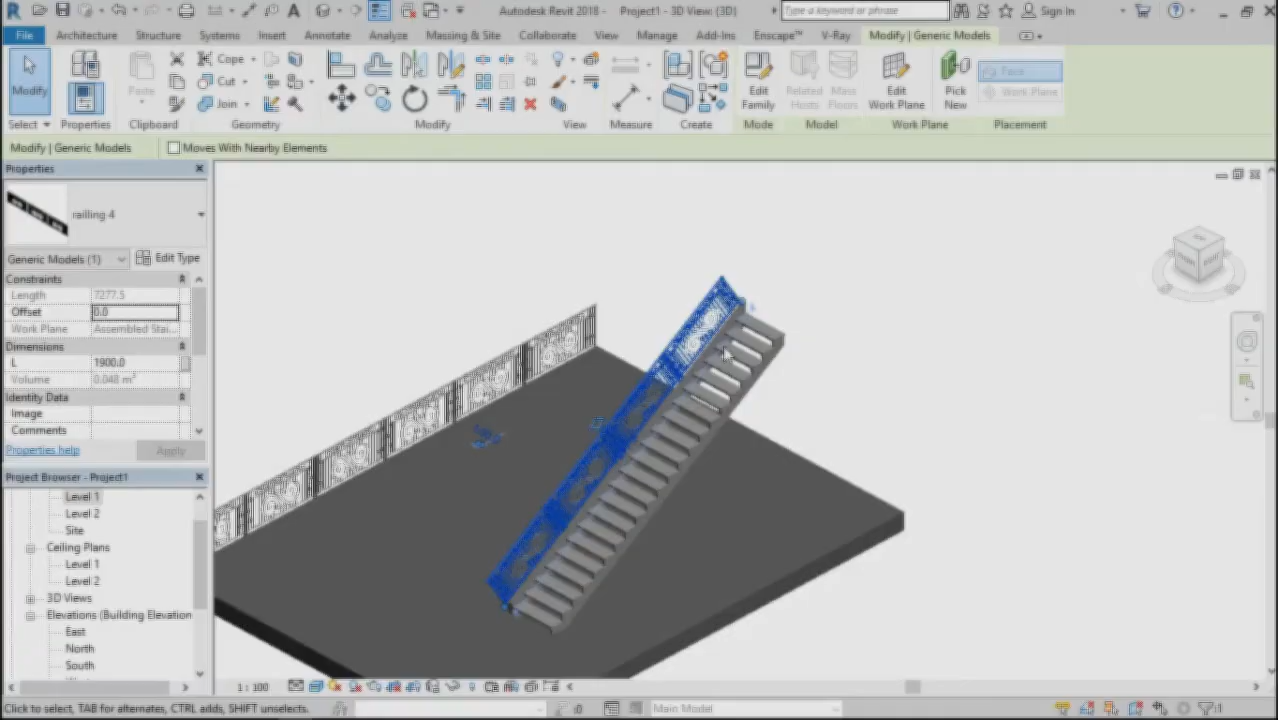 Autodesk Revit 2018 - Project1 - 3D View: {3D}
Type a keyword or phrase
Sign In
File Architecture Structure Systems Insert Annotate Analyze Massing & Site Collaborate View Manage Add-Ins Enscape™ V-Ray Modify | Generic Models
Modify
Paste
Cope
Cut
Join
Edit Family
Related Hosts
Mass Floors
Edit Work Plane
Pick New
Face
Work Plane
Select Properties Clipboard Geometry Modify View Measure Create Mode Model Work Plane Placement
Modify | Generic Models Moves With Nearby Elements
Properties
railling 4
Generic Models (1) Edit Type
Constraints
Length 7277.5
Offset 0.0
Work Plane Assembled Stai...
Dimensions
L 1900.0
Volume 0.048 m³
Identity Data
Image
Comments
Properties help Apply
Project Browser - Project1
Level 1
Level 2
Site
Ceiling Plans
Level 1
Level 2
3D Views
Elevations (Building Elevation
East
North
South
1 : 100
Click to select, TAB for alternates, CTRL adds, SHIFT unselects.
:0
Main Model
:1